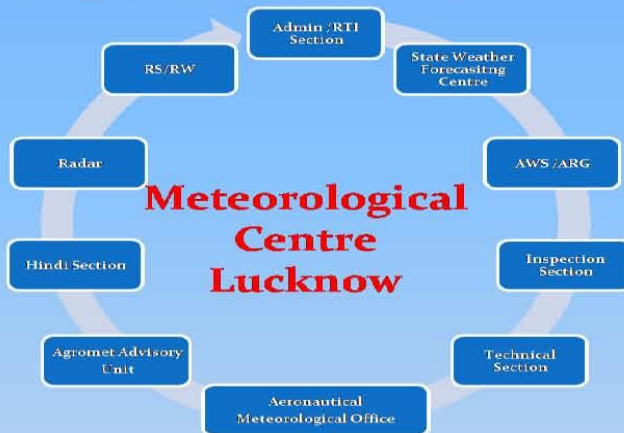 Admin /RTI
Section
State Weather
Forecasitng
Centre
AWS /ARG
Inspection
Section
Technical
Section
Aeronautical
Meteorological Office
Agromet Advisory
Unit
Hindi Section
Radar
RS/RW
Meteorological
Centre
Lucknow